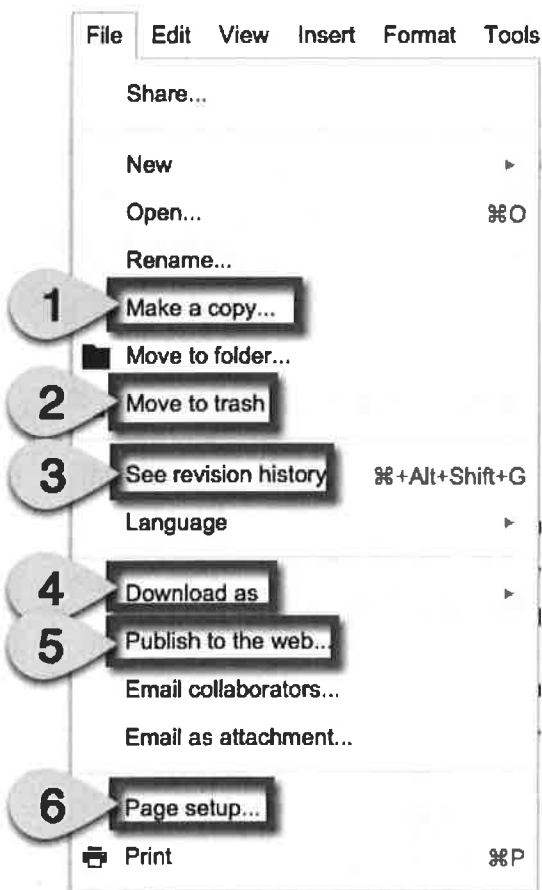 File Edit View Insert Format Tools
Share...
New ►
Open... ⌘O
Rename...
1 Make a copy...
Move to folder...
2 Move to trash
3 See revision history ⌘+Alt+Shift+G
Language ►
4 Download as ►
5 Publish to the web...
Email collaborators...
Email as attachment...
6 Page setup...
Print ⌘P